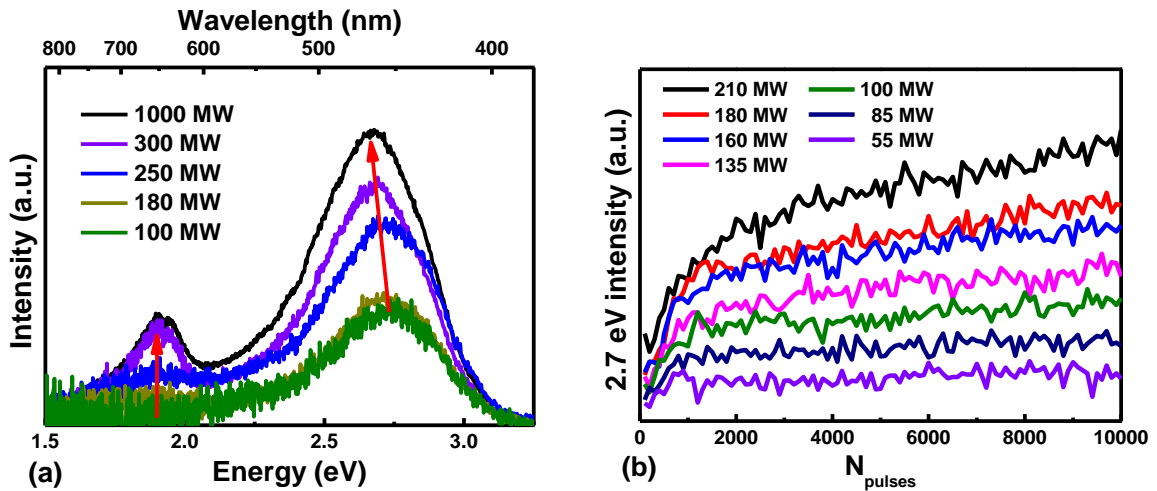 Wavelength (nm)
800 700 600 500 400
1000 MW
300 MW
250 MW
180 MW
100 MW
Intensity (a.u.)
1.5 2.0 2.5 3.0
(a) Energy (eV)
210 MW 100 MW
180 MW 85 MW
160 MW 55 MW
135 MW
2.7 eV intensity (a.u.)
0 2000 4000 6000 8000 10000
(b) Npulses